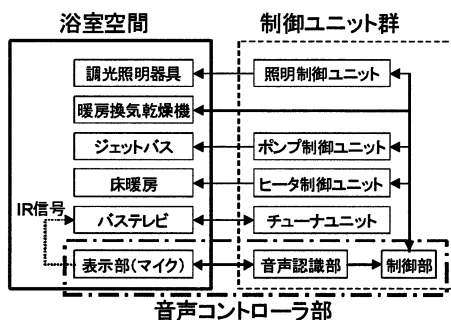 浴室空間 制御ユニット群
調光照明器具 照明制御ユニット
暖房換気乾燥機
ジェットバス ポンプ制御ユニット
床暖房 ヒータ制御ユニット
IR信号
バステレビ チューナユニット
表示部(マイク) 音声認識部 制御部
音声コントローラ部